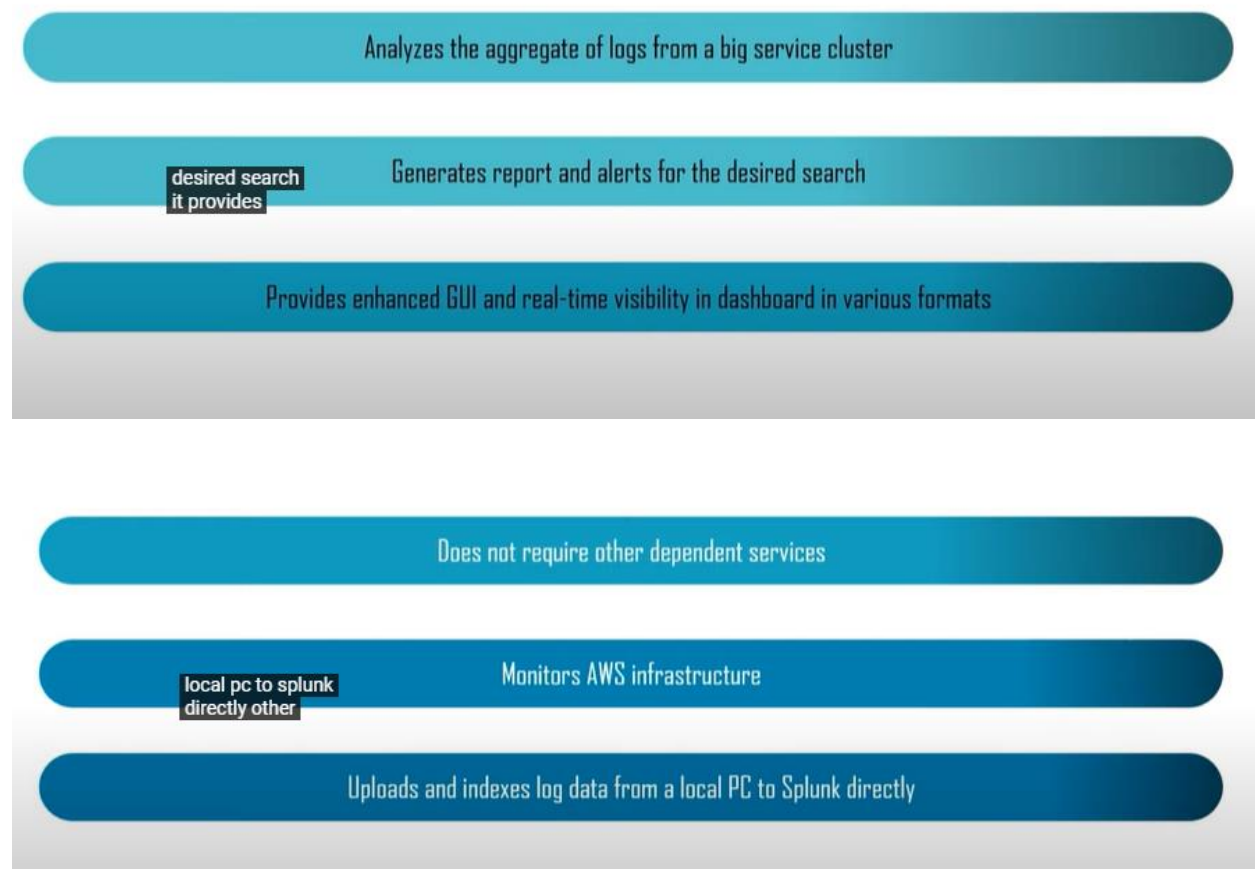 Analyzes the aggregate of logs from a big service cluster
Generates report and alerts for the desired search
desired search
it provides
Provides enhanced GUI and real-time visibility in dashboard in various formats
Does not require other dependent services
Monitors AWS infrastructure
local pc to splunk
directly other
Uploads and indexes log data from a local PC to Splunk directly